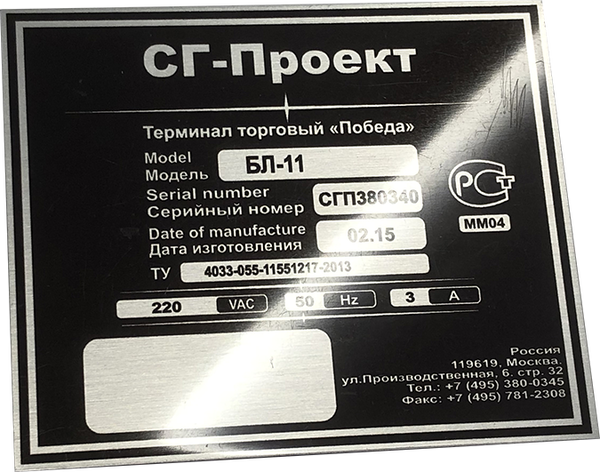 СГ-Проект
Терминал торговый «Победа»
Model
Модель
БЛ-11
Serial number
Серийный номер
СГП380340
Date of manufacture
Дата изготовления
02.15
ТУ 4033-055-11551217-2013
220 VAC 50 Hz 3 A
РСТ
ММ04
Россия
119619, Москва.
ул.Производственная, 6. стр. 32
Тел.: +7 (495) 380-0345
Факс: +7 (495) 781-2308